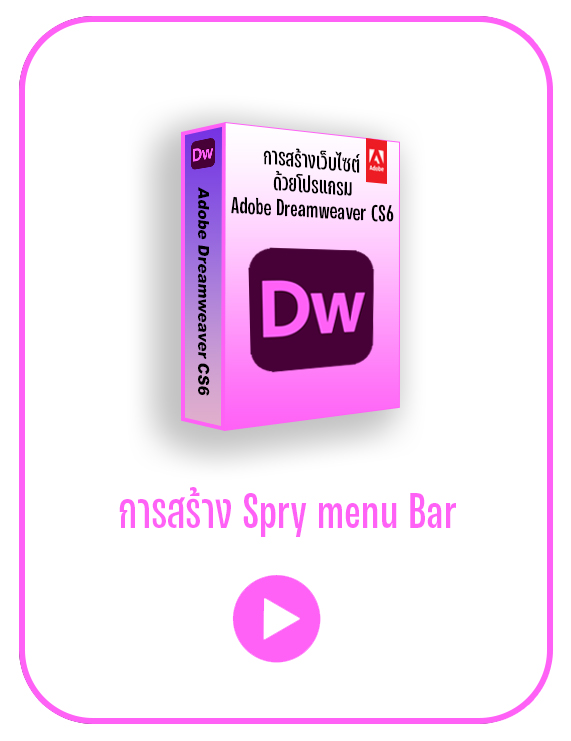 การสร้างเว็บไซต์
ด้วยโปรแกรม
Adobe Dreamweaver CS6
Adobe
Dw
Adobe Dreamweaver CS6
Dw
การสร้าง Spry menu Bar